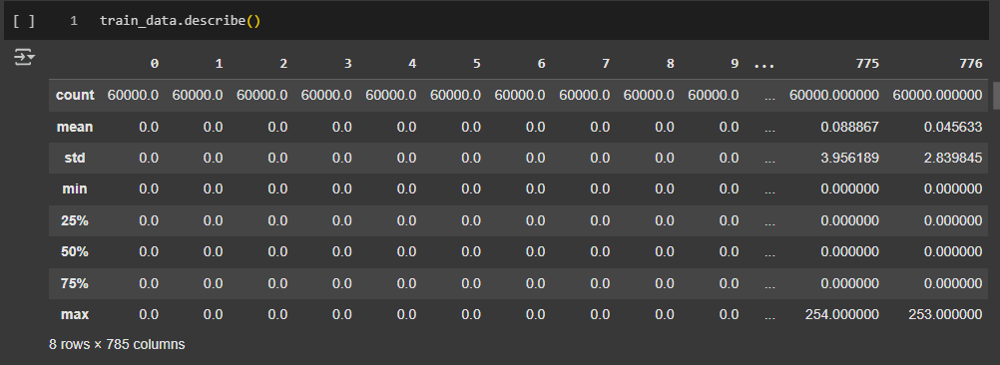 [ ] 1 train_data.describe()
0 1 2 3 4 5 6 7 8 9 ... 775 776
count 60000.0 60000.0 60000.0 60000.0 60000.0 60000.0 60000.0 60000.0 60000.0 60000.0 ... 60000.000000 60000.000000
mean 0.0 0.0 0.0 0.0 0.0 0.0 0.0 0.0 0.0 0.0 ... 0.088867 0.045633
std 0.0 0.0 0.0 0.0 0.0 0.0 0.0 0.0 0.0 0.0 ... 3.956189 2.839845
min 0.0 0.0 0.0 0.0 0.0 0.0 0.0 0.0 0.0 0.0 ... 0.000000 0.000000
25% 0.0 0.0 0.0 0.0 0.0 0.0 0.0 0.0 0.0 0.0 ... 0.000000 0.000000
50% 0.0 0.0 0.0 0.0 0.0 0.0 0.0 0.0 0.0 0.0 ... 0.000000 0.000000
75% 0.0 0.0 0.0 0.0 0.0 0.0 0.0 0.0 0.0 0.0 ... 0.000000 0.000000
max 0.0 0.0 0.0 0.0 0.0 0.0 0.0 0.0 0.0 0.0 ... 254.000000 253.000000
8 rows × 785 columns